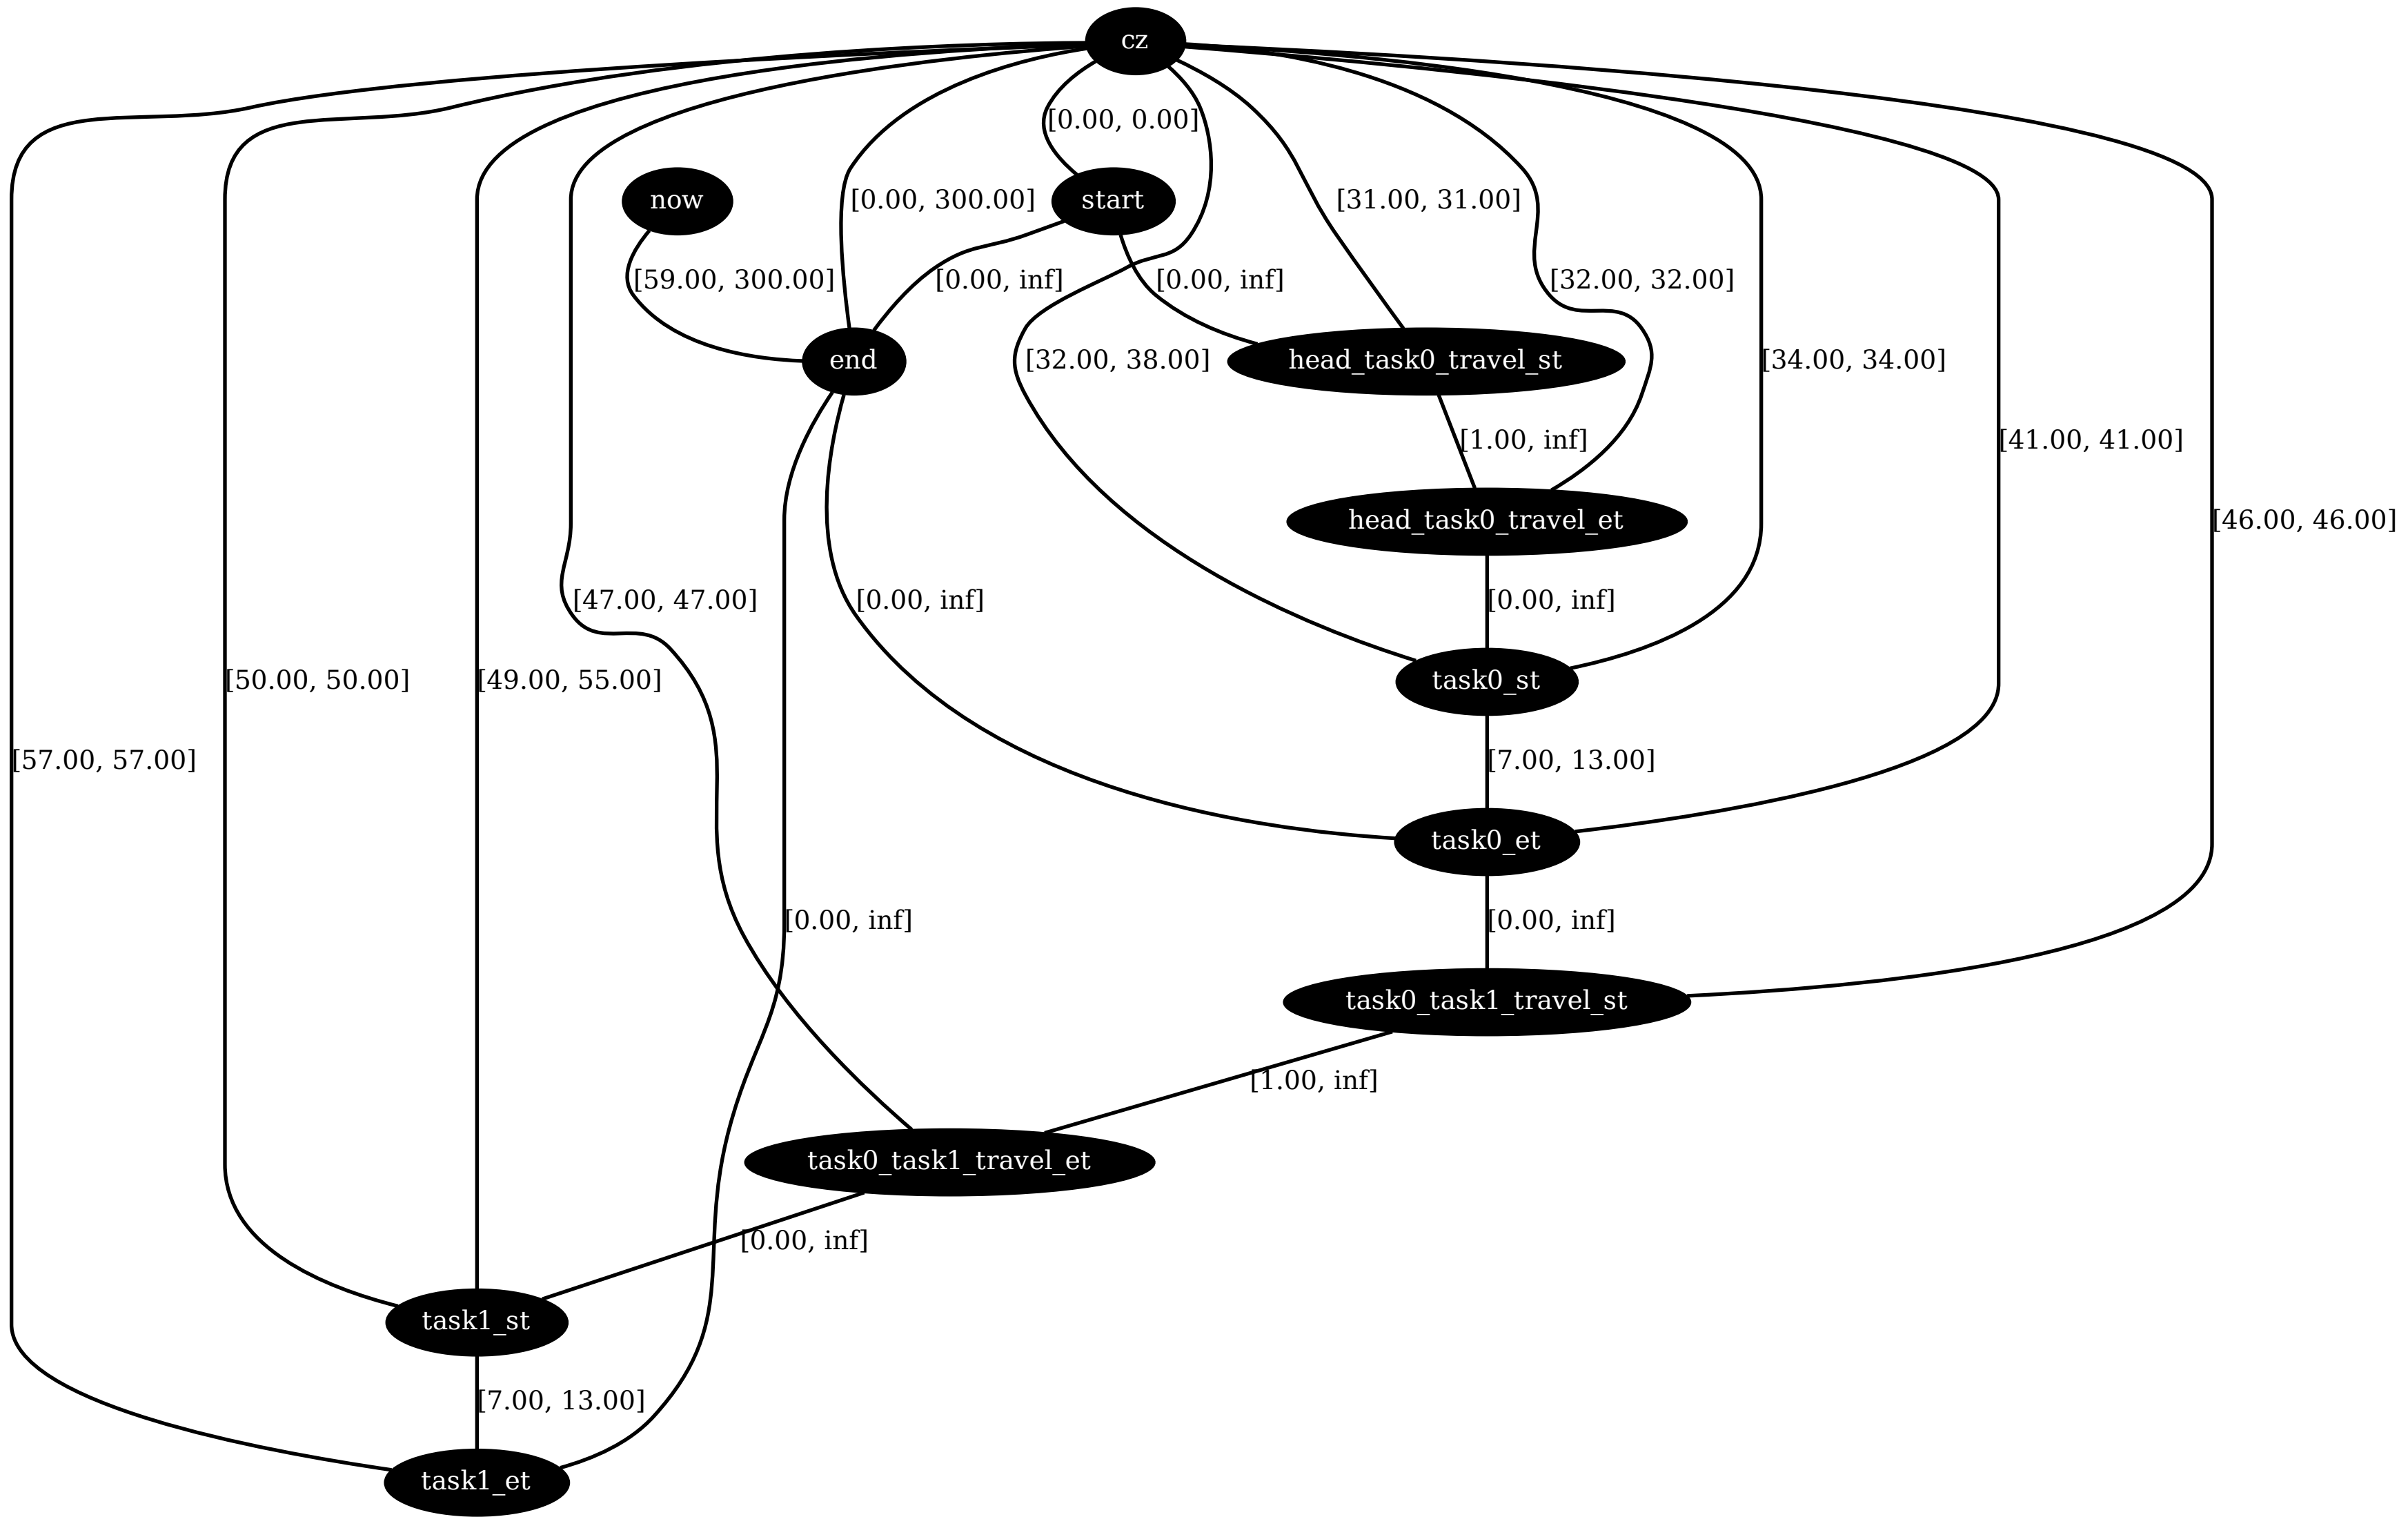 cz
[0.00, 0.00]
now
[0.00, 300.00]
start
[31.00, 31.00]
[59.00, 300.00]
[0.00, inf]
[0.00, inf]
[32.00, 32.00]
end
[32.00, 38.00]
head_task0_travel_st
[34.00, 34.00]
[1.00, inf]
[41.00, 41.00]
head_task0_travel_et
[46.00, 46.00]
[47.00, 47.00]
[0.00, inf]
[0.00, inf]
[50.00, 50.00]
[49.00, 55.00]
task0_st
[57.00, 57.00]
[7.00, 13.00]
task0_et
[0.00, inf]
[0.00, inf]
task0_task1_travel_st
[1.00, inf]
task0_task1_travel_et
[0.00, inf]
task1_st
[7.00, 13.00]
task1_et